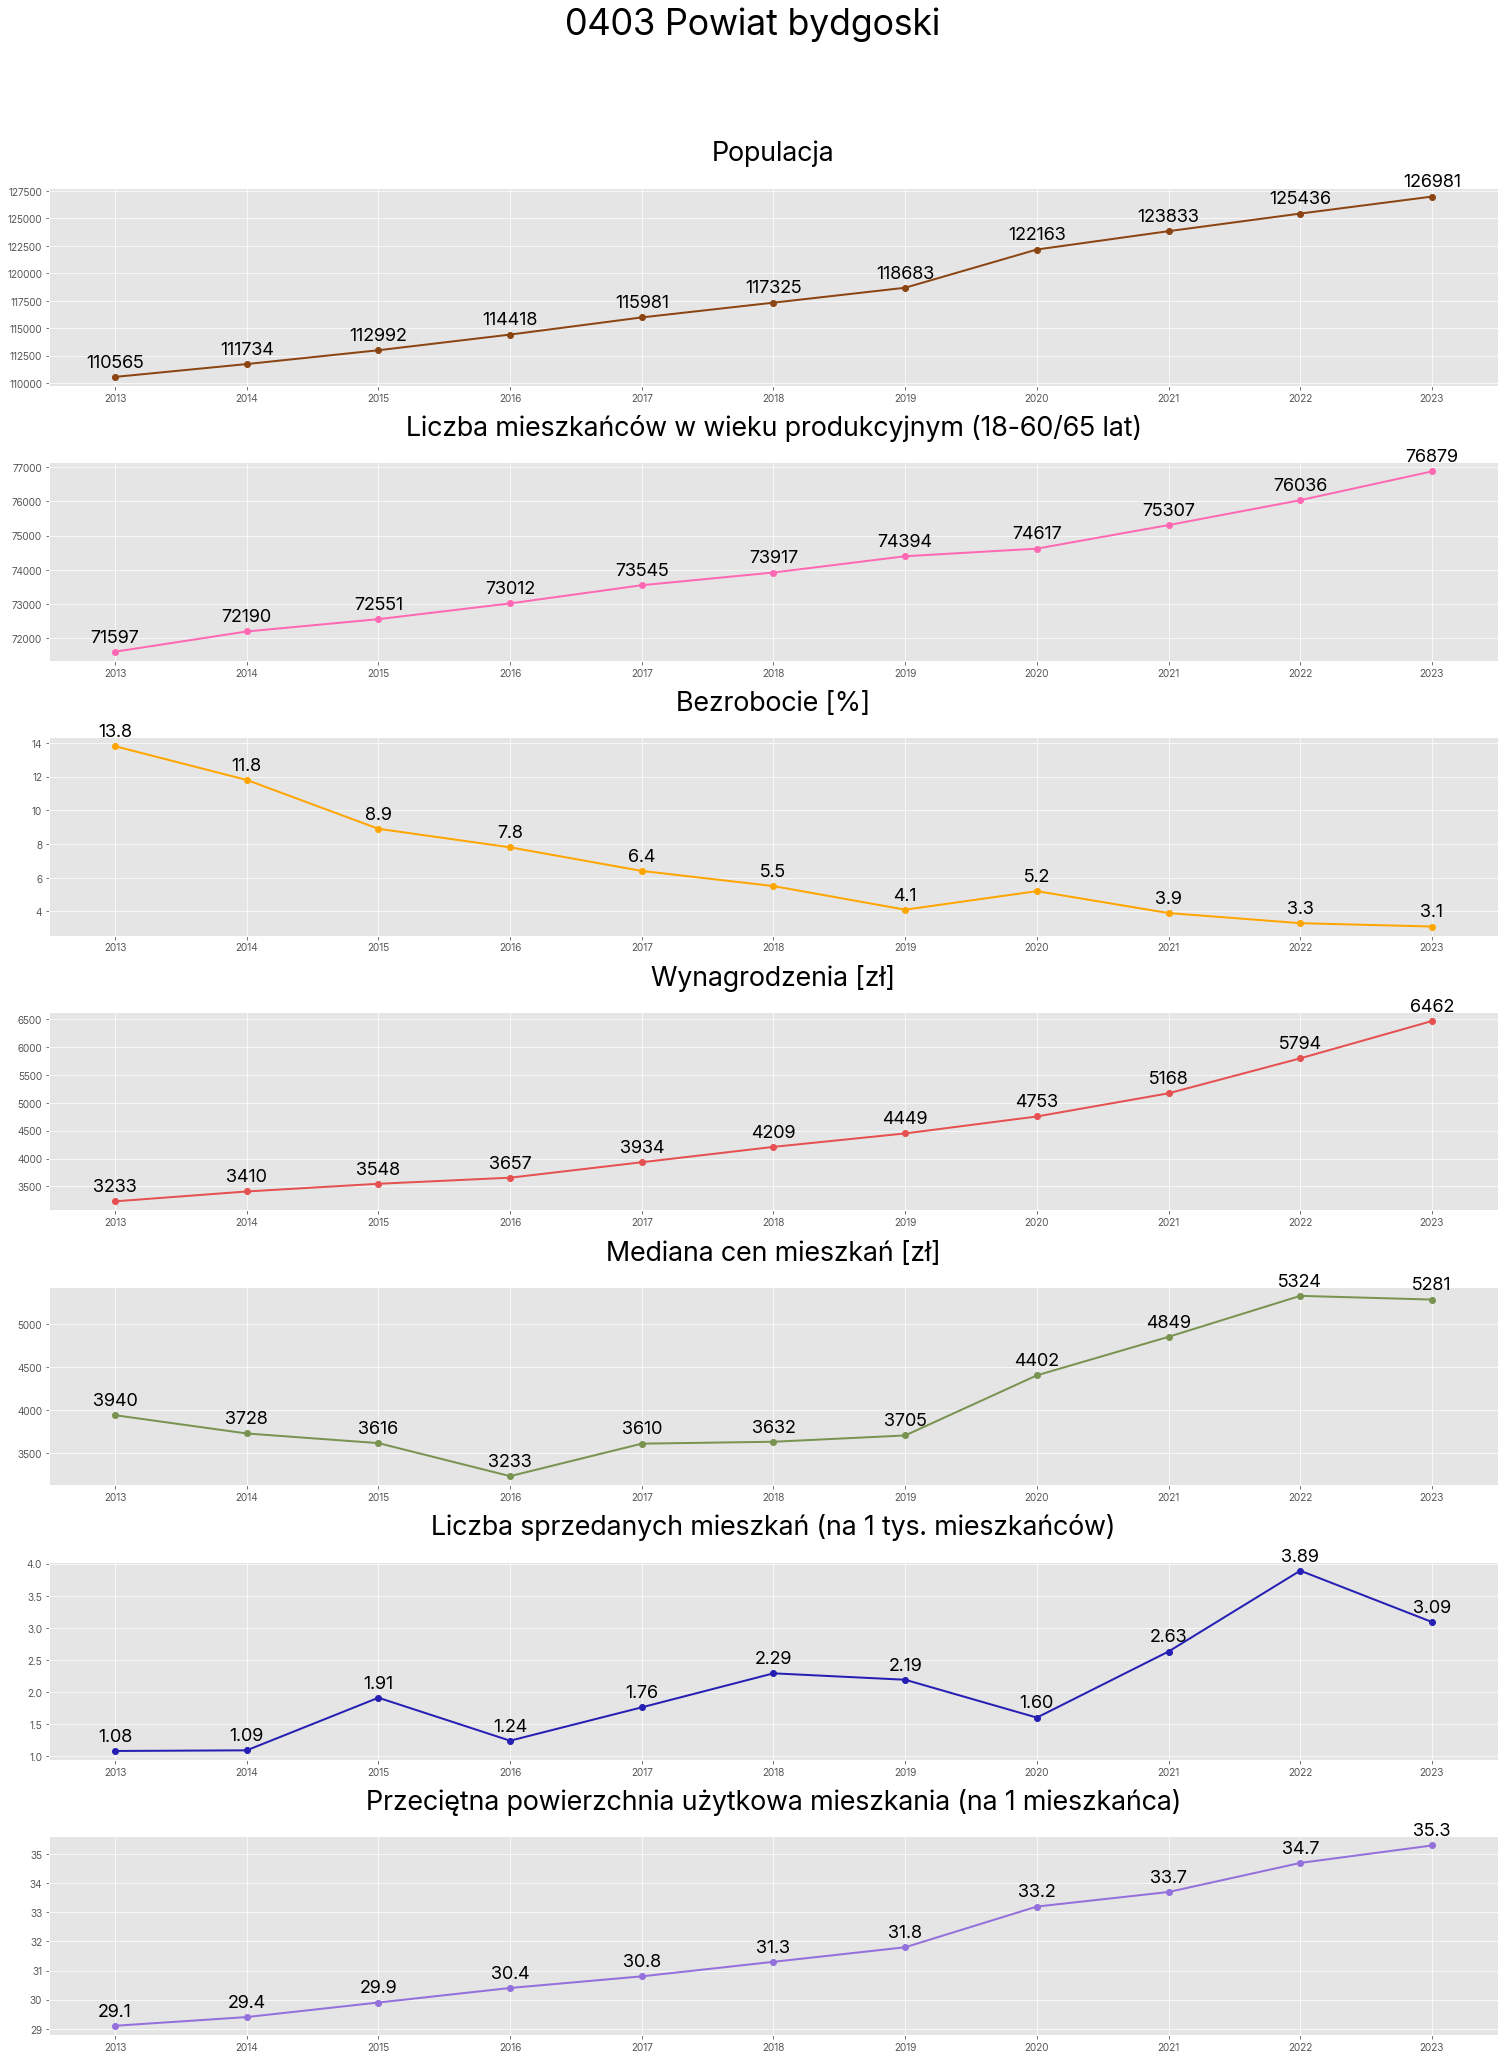 0403 Powiat bydgoski
Populacja
127500
125000
122500
120000
117500
115000
112500
110000
110565 111734 112992 114418 115981 117325 118683 122163 123833 125436 126981
2013 2014 2015 2016 2017 2018 2019 2020 2021 2022 2023
Liczba mieszkańców w wieku produkcyjnym (18-60/65 lat)
77000
76000
75000
74000
73000
72000
71597 72190 72551 73012 73545 73917 74394 74617 75307 76036 76879
2013 2014 2015 2016 2017 2018 2019 2020 2021 2022 2023
Bezrobocie [%]
14
12
10
8
6
4
13.8 11.8 8.9 7.8 6.4 5.5 4.1 5.2 3.9 3.3 3.1
2013 2014 2015 2016 2017 2018 2019 2020 2021 2022 2023
Wynagrodzenia [zł]
6500
6000
5500
5000
4500
4000
3500
3233 3410 3548 3657 3934 4209 4449 4753 5168 5794 6462
2013 2014 2015 2016 2017 2018 2019 2020 2021 2022 2023
Mediana cen mieszkań [zł]
5000
4500
4000
3500
3940 3728 3616 3233 3610 3632 3705 4402 4849 5324 5281
2013 2014 2015 2016 2017 2018 2019 2020 2021 2022 2023
Liczba sprzedanych mieszkań (na 1 tys. mieszkańców)
4.0
3.5
3.0
2.5
2.0
1.5
1.0
1.08 1.09 1.91 1.24 1.76 2.29 2.19 1.60 2.63 3.89 3.09
2013 2014 2015 2016 2017 2018 2019 2020 2021 2022 2023
Przeciętna powierzchnia użytkowa mieszkania (na 1 mieszkańca)
35
34
33
32
31
30
29
29.1 29.4 29.9 30.4 30.8 31.3 31.8 33.2 33.7 34.7 35.3
2013 2014 2015 2016 2017 2018 2019 2020 2021 2022 2023